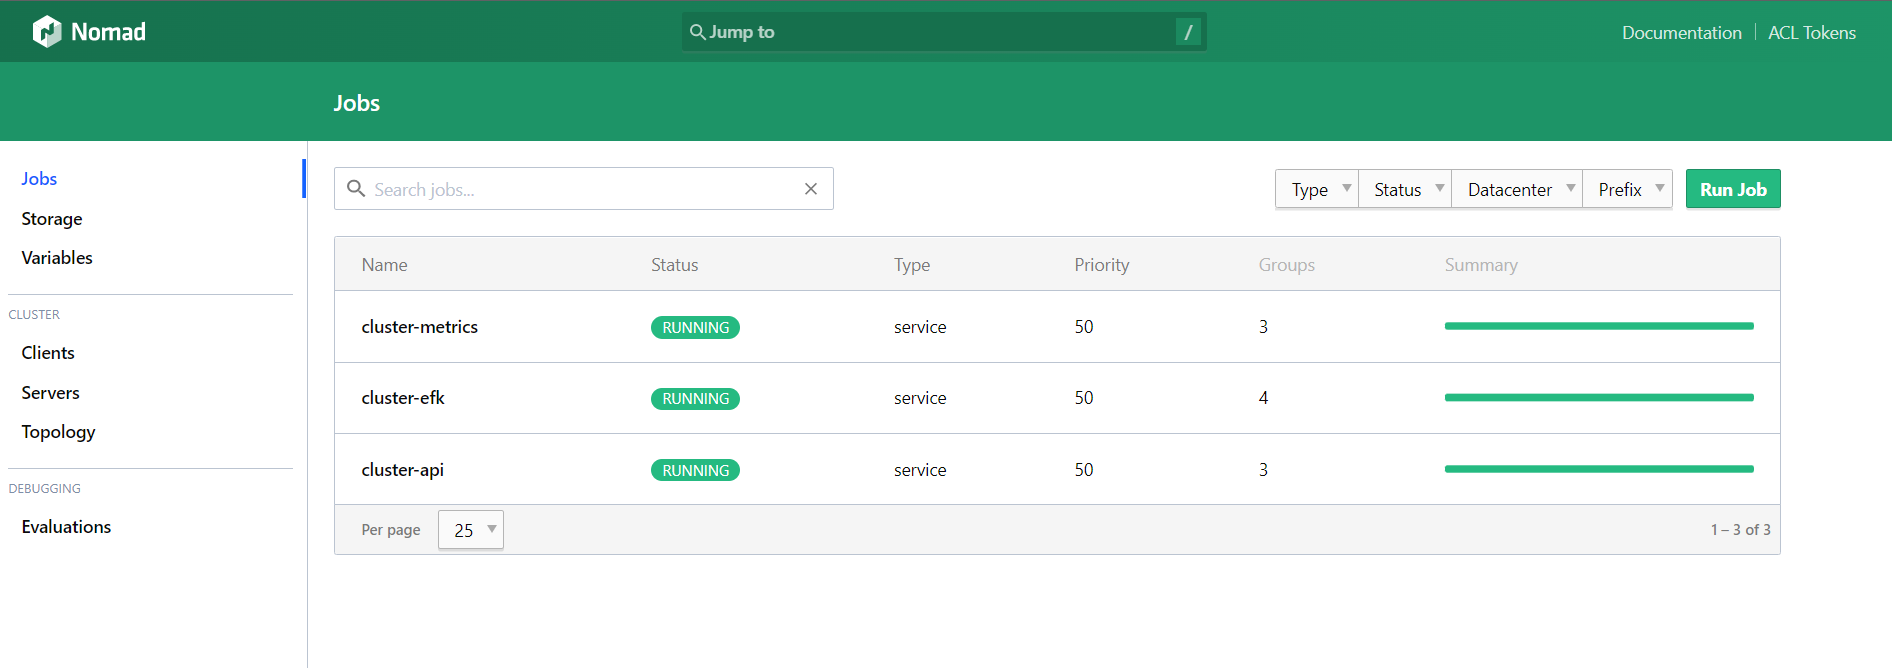 Nomad
Jump to /
Documentation ACL Tokens
Jobs
Jobs
Storage
Variables
CLUSTER
Clients
Servers
Topology
DEBUGGING
Evaluations
Search jobs...
Type Status Datacenter Prefix Run Job
Name Status Type Priority Groups Summary
cluster-metrics RUNNING service 50 3
cluster-efk RUNNING service 50 4
cluster-api RUNNING service 50 3
Per page 25 1 – 3 of 3